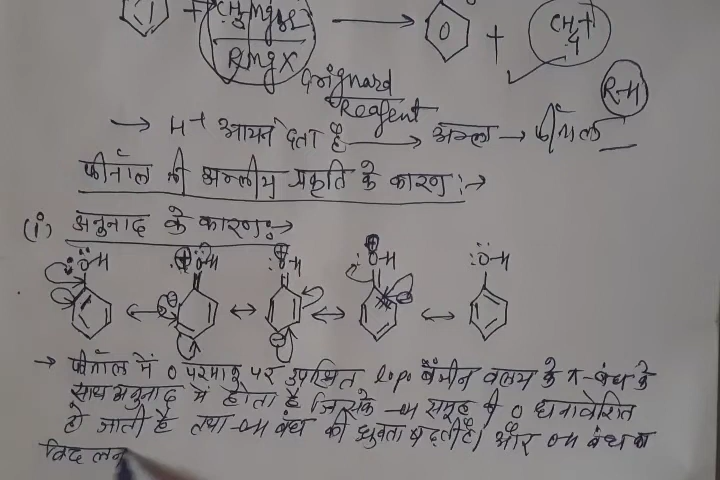 + CH3MgBr → + CH4
RMgX
Grignard
Reagent
R-H
→ H+ आयन देता है → अम्ल → फीनॉल
फीनॉल की अम्लीय प्रकृति के कारण :→
(i) अनुनाद के कारण :→
:Ö-H ↔ :Ö-H ↔ :Ö-H ↔ :Ö-H ↔ :Ö-H
→ फीनॉल में O परमाणु पर उपस्थित l.p. बेंजीन वलय के π-बंध के
साथ अनुनाद में होता है जिसके -OH समूह की O धनावेशित
हो जाती है तथा -OH बंध की ध्रुवता बढ़ती है। और OH बंध का